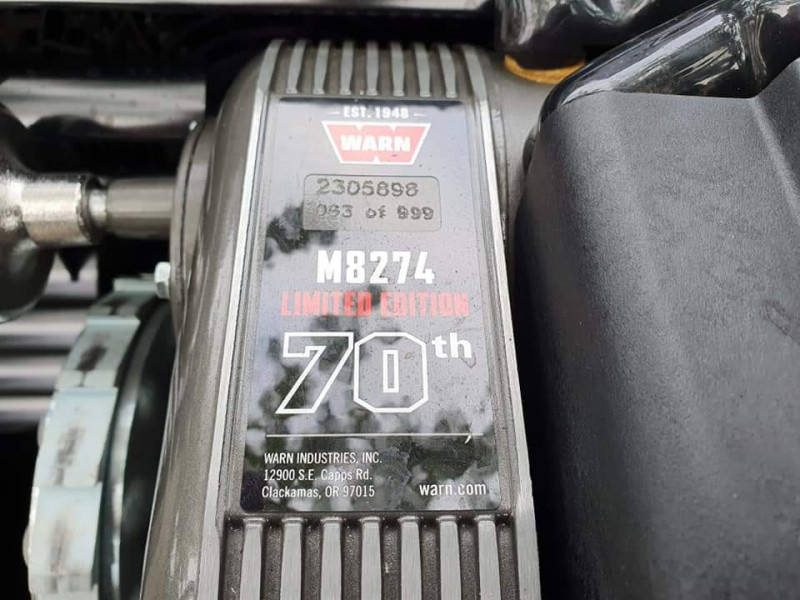 EST. 1948
WARN
2305898
063 of 999
M8274
LIMITED EDITION
70th
WARN INDUSTRIES, INC.
12900 S.E. Capps Rd.
Clackamas, OR 97015
warn.com